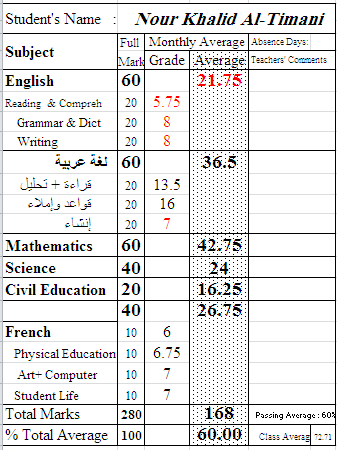 Student's Name : Nour Khalid Al-Timani
Subject Full Mark Monthly Average Absence Days:
Grade Average Teachers' Comments
English 60 21.75
Reading & Compreh 20 5.75
Grammar & Dict 20 8
Writing 20 8
لغة عربية 60 36.5
قراءة + تحليل 20 13.5
قواعد وإملاء 20 16
إنشاء 20 7
Mathematics 60 42.75
Science 40 24
Civil Education 20 16.25
40 26.75
French 10 6
Physical Education 10 6.75
Art+ Computer 10 7
Student Life 10 7
Total Marks 280 168 Passing Average : 60%
% Total Average 100 60.00 Class Averag 72.71